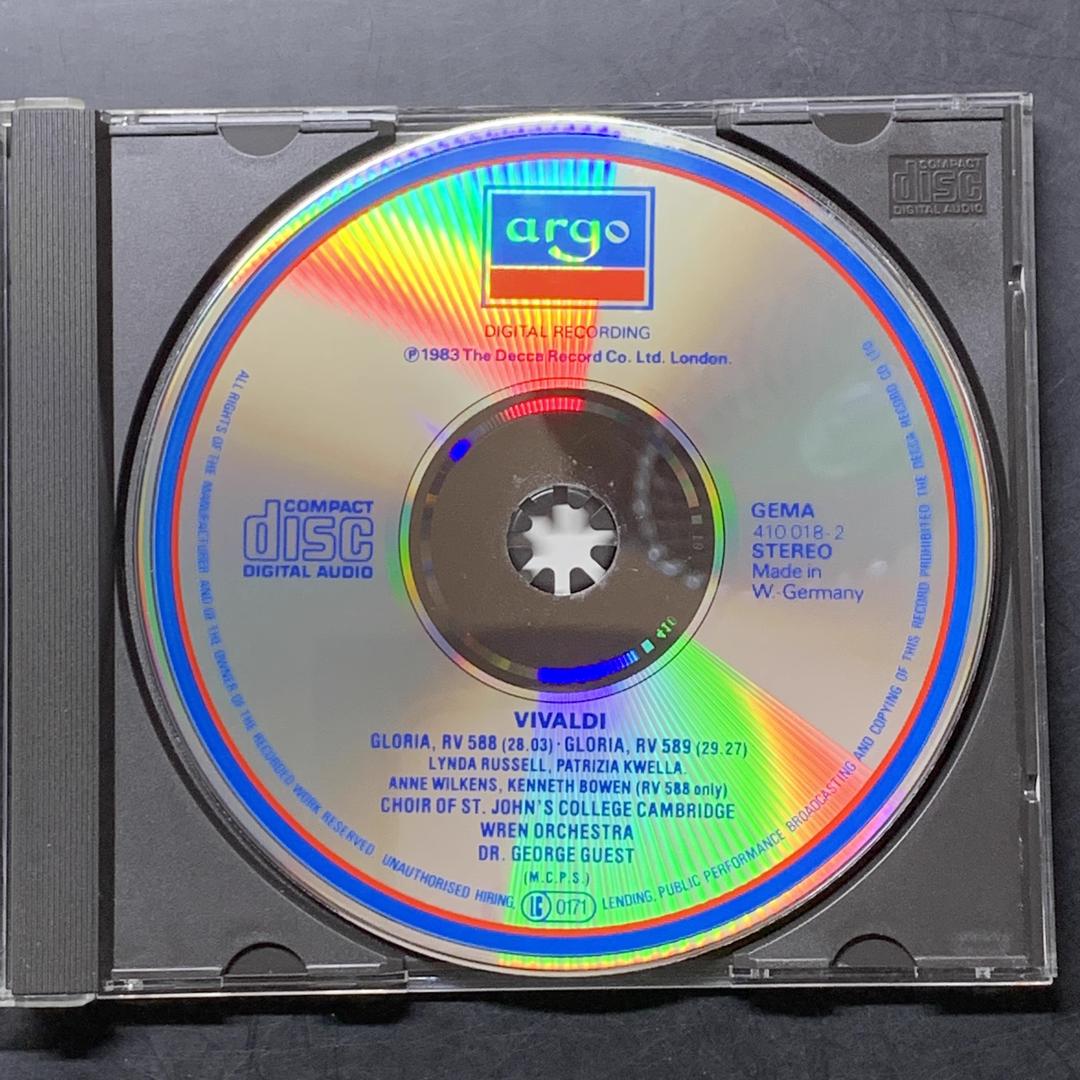 COMPACT
disc
DIGITAL AUDIO
argo
DIGITAL RECORDING
Ⓟ1983 The Decca Record Co. Ltd. London.
COMPACT
disc
DIGITAL AUDIO
GEMA
410 018-2
STEREO
Made in
W.-Germany
VIVALDI
GLORIA, RV 588 (28.03) · GLORIA, RV 589 (29.27)
LYNDA RUSSELL, PATRIZIA KWELLA.
ANNE WILKENS, KENNETH BOWEN (RV 588 only)
CHOIR OF ST. JOHN'S COLLEGE CAMBRIDGE
WREN ORCHESTRA
DR. GEORGE GUEST
(M.C.P.S.)
LC 0171
ALL RIGHTS OF THE MANUFACTURER AND OF THE OWNER OF THE RECORDED WORK RESERVED. UNAUTHORISED HIRING, LENDING, PUBLIC PERFORMANCE BROADCASTING AND COPYING OF THIS RECORD PROHIBITED THE DECCA RECORD CO LTD